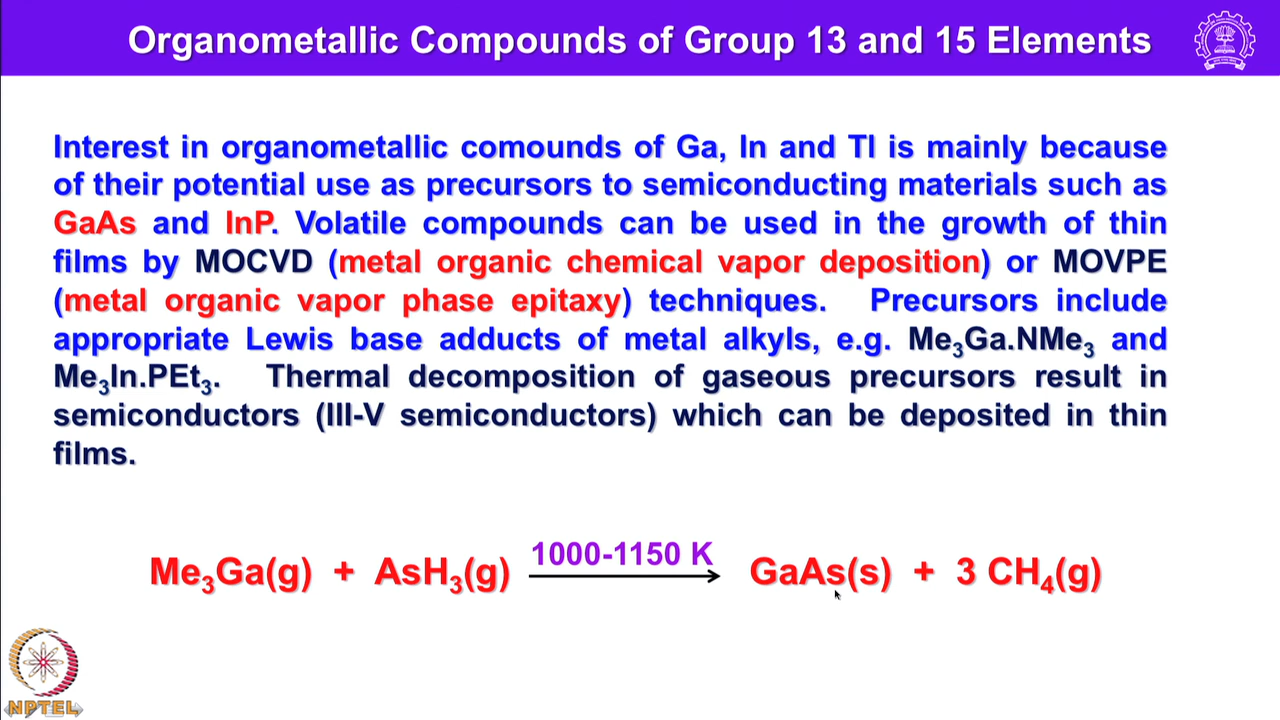 Organometallic Compounds of Group 13 and 15 Elements
Interest in organometallic comounds of Ga, In and Tl is mainly because
of their potential use as precursors to semiconducting materials such as
GaAs and InP. Volatile compounds can be used in the growth of thin
films by MOCVD (metal organic chemical vapor deposition) or MOVPE
(metal organic vapor phase epitaxy) techniques. Precursors include
appropriate Lewis base adducts of metal alkyls, e.g. Me₃Ga.NMe₃ and
Me₃In.PEt₃. Thermal decomposition of gaseous precursors result in
semiconductors (III-V semiconductors) which can be deposited in thin
films.
1000-1150 K
Me₃Ga(g) + AsH₃(g) → GaAs(s) + 3 CH₄(g)
NPTEL